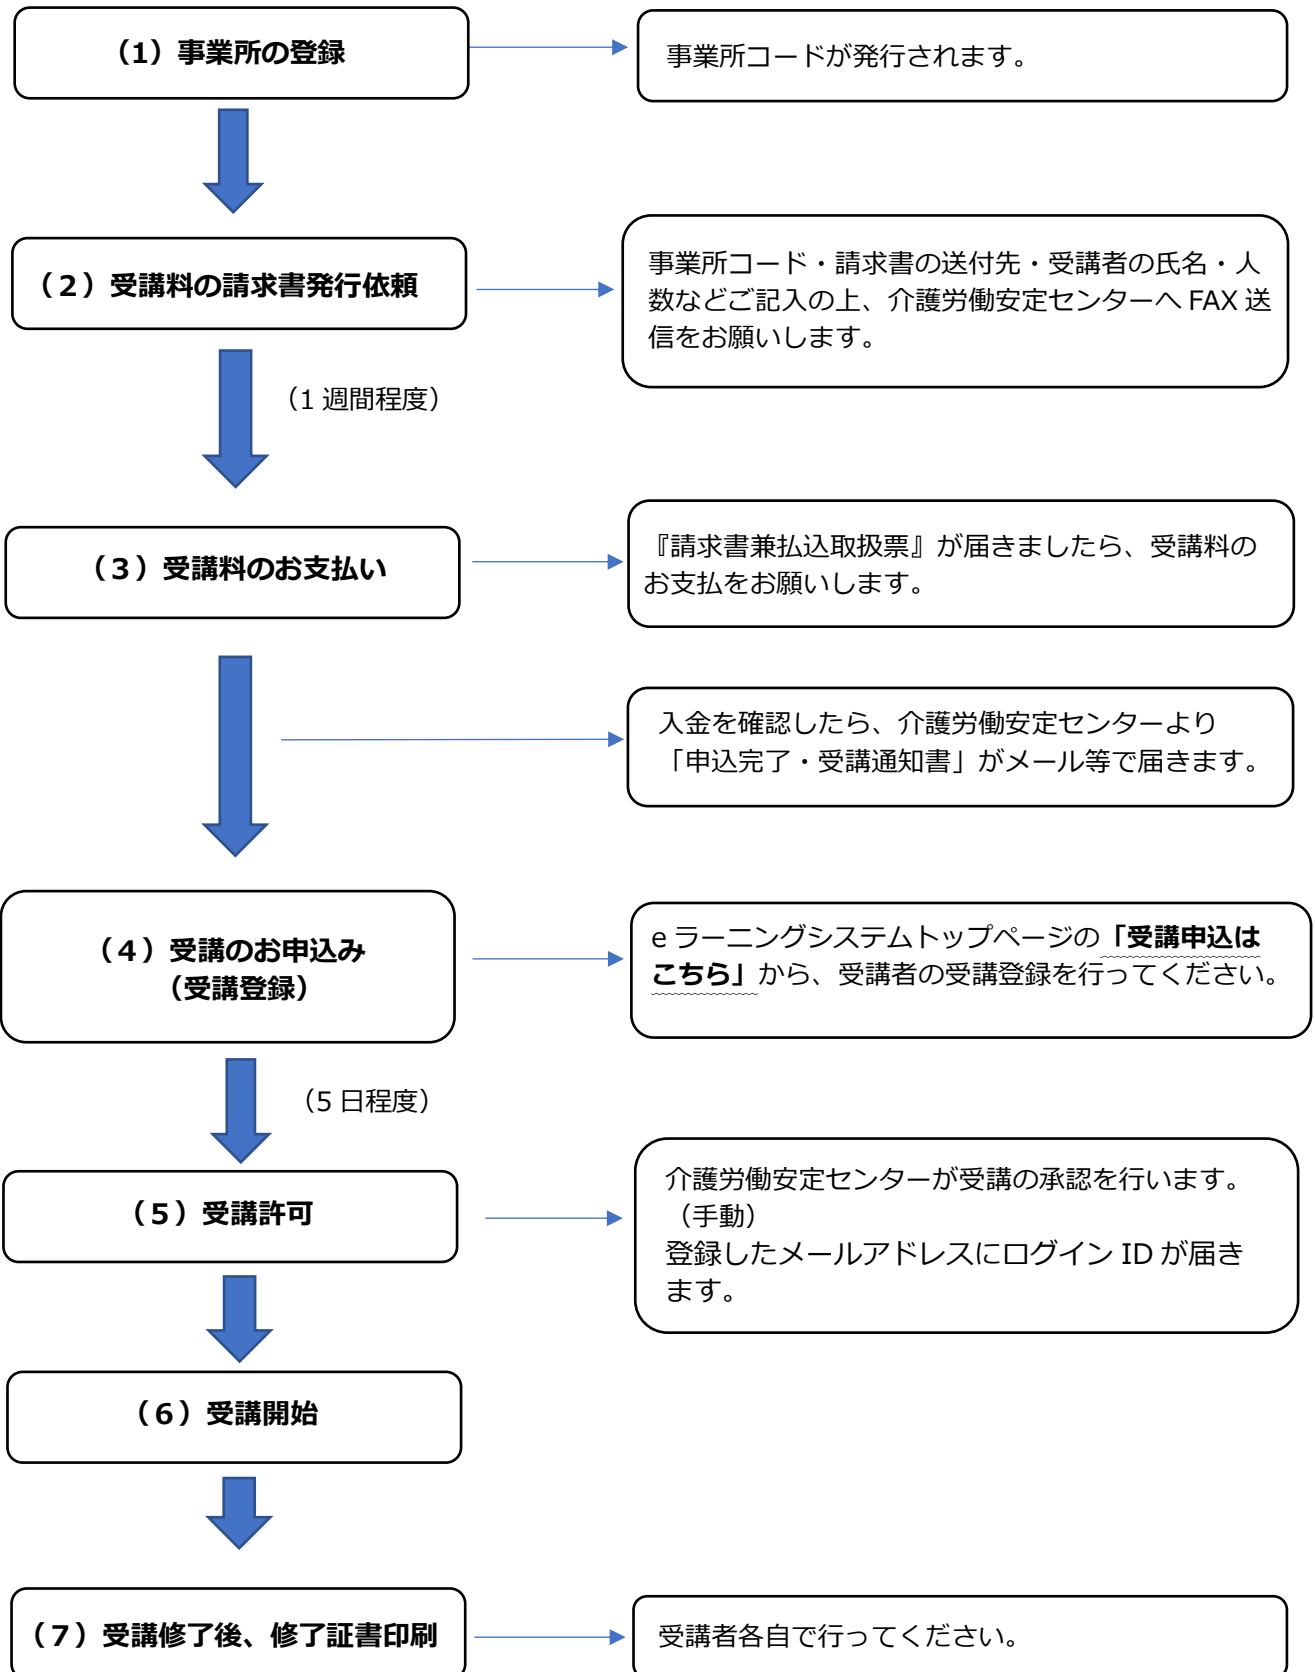 （1）事業所の登録
事業所コードが発行されます。
（２）受講料の請求書発行依頼
事業所コード・請求書の送付先・受講者の氏名・人
数などご記入の上、介護労働安定センターへ FAX 送
信をお願いします。
（1 週間程度）
（３）受講料のお支払い
『請求書兼払込取扱票』が届きましたら、受講料の
お支払をお願いします。
入金を確認したら、介護労働安定センターより
「申込完了・受講通知書」がメール等で届きます。
（４）受講のお申込み
（受講登録）
e ラーニングシステムトップページの「受講申込は
こちら」から、受講者の受講登録を行ってください。
（5 日程度）
（５）受講許可
介護労働安定センターが受講の承認を行います。
（手動）
登録したメールアドレスにログイン ID が届き
ます。
（６）受講開始
（７）受講修了後、修了証書印刷
受講者各自で行ってください。